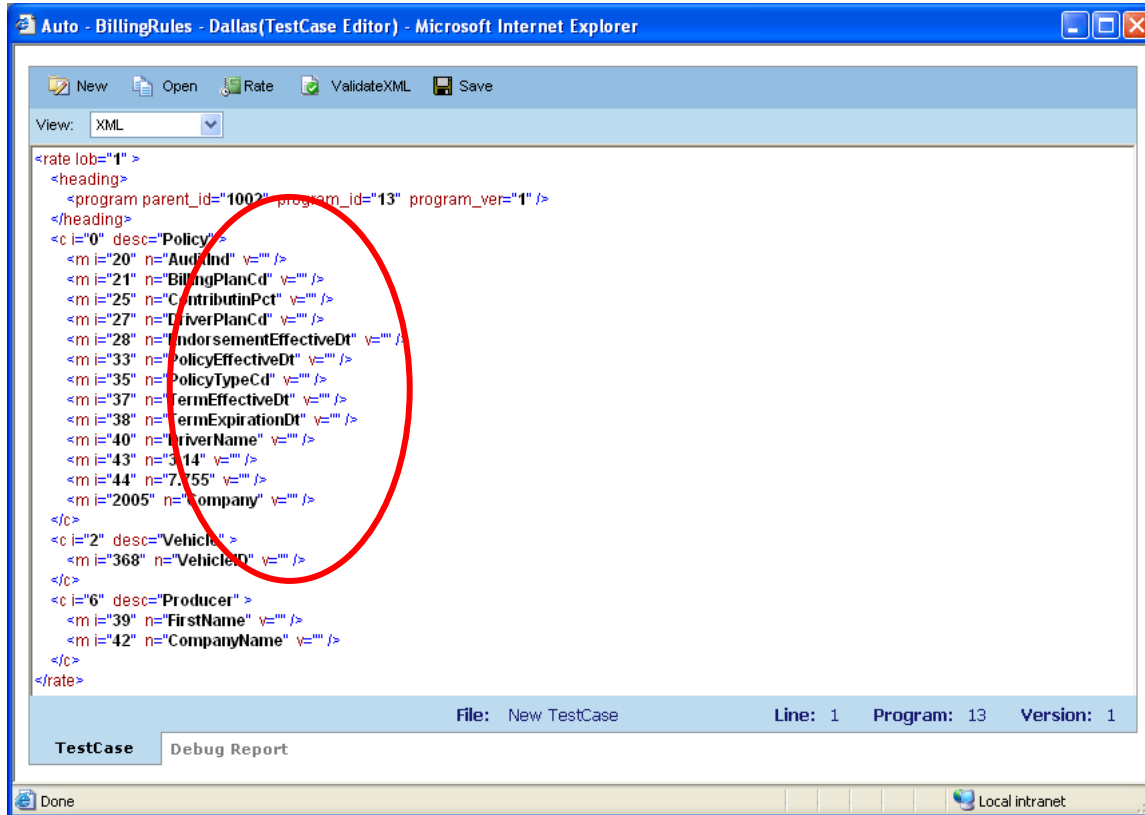 Auto - BillingRules - Dallas(TestCase Editor) - Microsoft Internet Explorer
New Open Rate ValidateXML Save
View: XML
<rate lob="1" >
<heading>
<program parent_id="1002" program_id="13" program_ver="1" />
</heading>
<c i="0" desc="Policy" >
<m i="20" n="AuditInd" v="" />
<m i="21" n="BillingPlanCd" v="" />
<m i="25" n="ContributinPct" v="" />
<m i="27" n="DriverPlanCd" v="" />
<m i="28" n="EndorsementEffectiveDt" v="" />
<m i="33" n="PolicyEffectiveDt" v="" />
<m i="35" n="PolicyTypeCd" v="" />
<m i="37" n="TermEffectiveDt" v="" />
<m i="38" n="TermExpirationDt" v="" />
<m i="40" n="DriverName" v="" />
<m i="43" n="3.14" v="" />
<m i="44" n="7.755" v="" />
<m i="2005" n="Company" v="" />
</c>
<c i="2" desc="Vehicle" >
<m i="368" n="VehicleID" v="" />
</c>
<c i="6" desc="Producer" >
<m i="39" n="FirstName" v="" />
<m i="42" n="CompanyName" v="" />
</c>
</rate>
File: New TestCase Line: 1 Program: 13 Version: 1
TestCase Debug Report
Done Local intranet